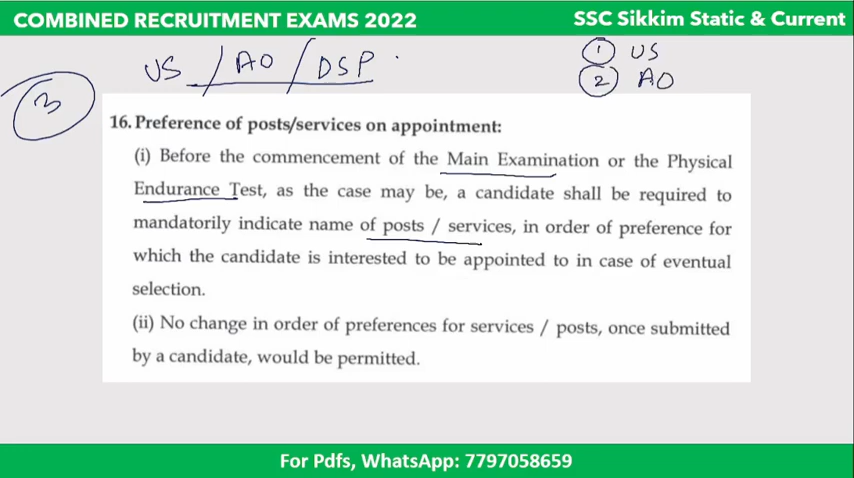 COMBINED RECRUITMENT EXAMS 2022
SSC Sikkim Static & Current
US / AO / DSP
1 US
2 AO
3
16. Preference of posts/services on appointment:
(i) Before the commencement of the Main Examination or the Physical
Endurance Test, as the case may be, a candidate shall be required to
mandatorily indicate name of posts / services, in order of preference for
which the candidate is interested to be appointed to in case of eventual
selection.
(ii) No change in order of preferences for services / posts, once submitted
by a candidate, would be permitted.
For Pdfs, WhatsApp: 7797058659